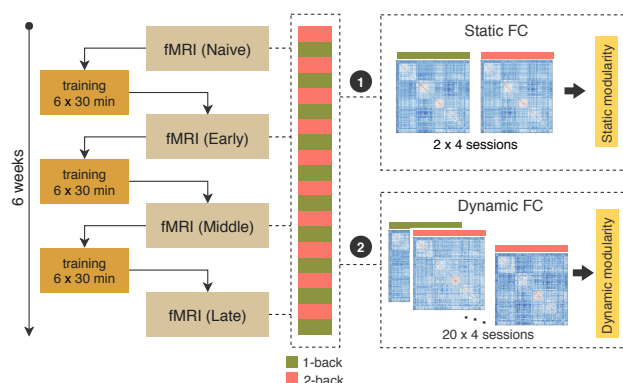 6 weeks
fMRI (Naive)
training
6 x 30 min
fMRI (Early)
training
6 x 30 min
fMRI (Middle)
training
6 x 30 min
fMRI (Late)
1-back
2-back
1
Static FC
2 x 4 sessions
Static modularity
2
Dynamic FC
20 x 4 sessions
Dynamic modularity